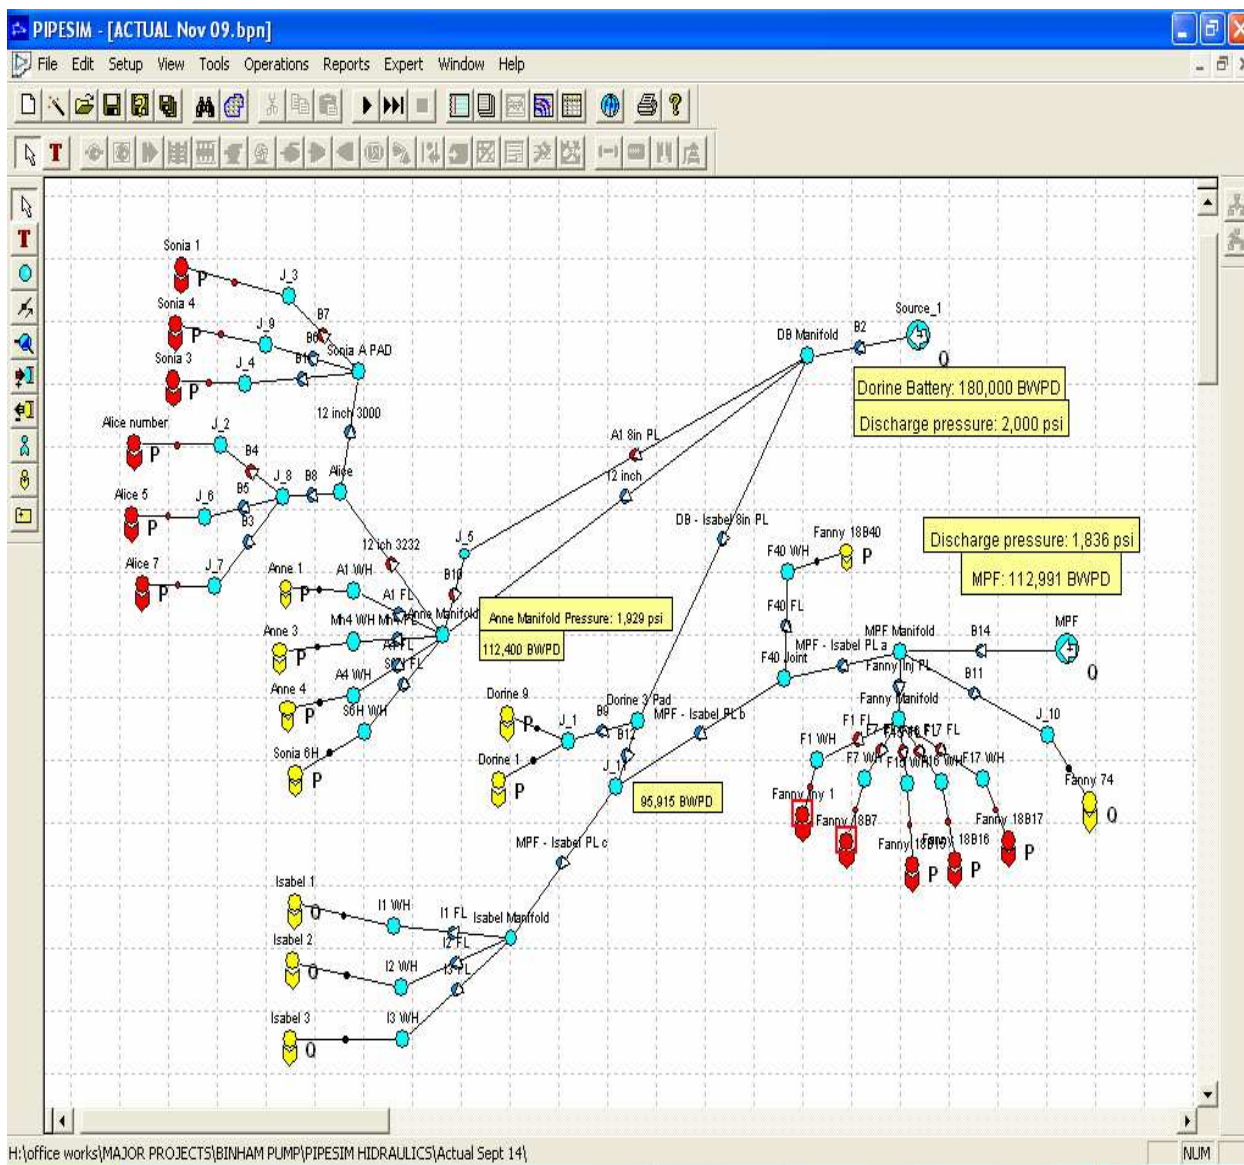 PIPESIM - [ACTUAL Nov 09.bpn]
File Edit Setup View Tools Operations Reports Expert Window Help
T
T
Sonia 1
P
J_3
B7
Sonia 4
P
J_9
Sonia A PAD
Sonia 3
P
J_4
12 inch 3000
Alice number
P
J_2
B4
J_8
B8
Alice
Alice 5
P
J_6
B5
B3
Alice 7
P
J_7
12 ich 3232
J_5
B10
Source_1
B2
Q
DB Manifold
Dorine Battery: 180,000 BWPD
Discharge pressure: 2,000 psi
A1 8in PL
12 inch
DB - Isabel 8in PL
Fanny 18B40
P
F40 WH
F40 FL
F40 Joint
Discharge pressure: 1,836 psi
MPF: 112,991 BWPD
Anne 1
P
A1 WH
A1 FL
Anne Manifold
Anne Manifold Pressure: 1,929 psi
112,400 BWPD
Anne 3
P
Mh4 WH
Anne 4
P
A4 WH
S6H WH
Sonia 6H
P
MPF - Isabel PL a
MPF Manifold
B14
MPF
Q
Fanny Inj PL
B11
Fanny Manifold
J_10
Fanny 74
Q
Dorine 9
P
J_1
B9
Dorine 3 Pad
B12
MPF - Isabel PL b
Dorine 1
P
J_11
95,915 BWPD
F1 FL
F17 FL
F1 WH
F7 WH
F17 WH
Fanny Iny 1
Fanny 18B7
Fanny 18B15
P
Fanny 18B16
P
Fanny 18B17
P
MPF - Isabel PL c
Isabel 1
Q
I1 WH
I1 FL
Isabel Manifold
Isabel 2
Q
I2 WH
I2 FL
I3 FL
Isabel 3
Q
I3 WH
H:\office works\MAJOR PROJECTS\BINHAM PUMP\PIPESIM HIDRAULICS\Actual Sept 14\
NUM